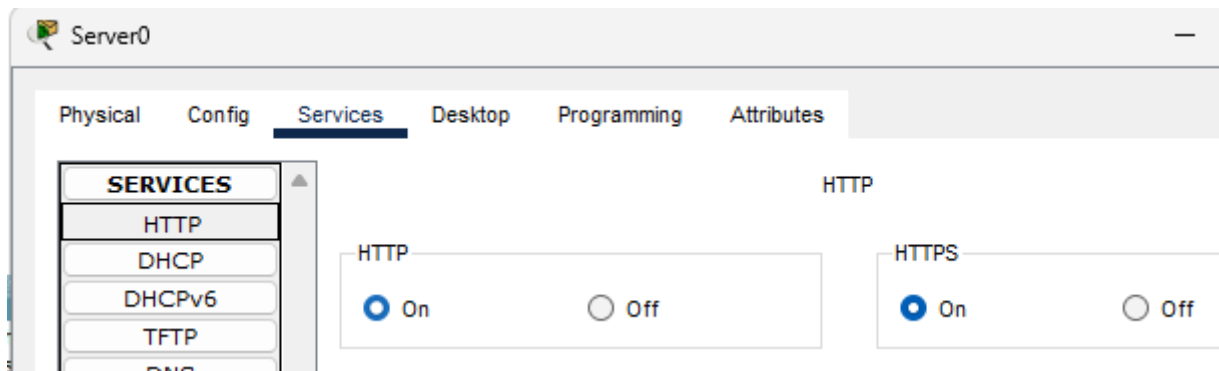 Server0
Physical Config Services Desktop Programming Attributes
SERVICES
HTTP
DHCP
DHCPv6
TFTP
DNS
HTTP
HTTP
On Off
HTTPS
On Off